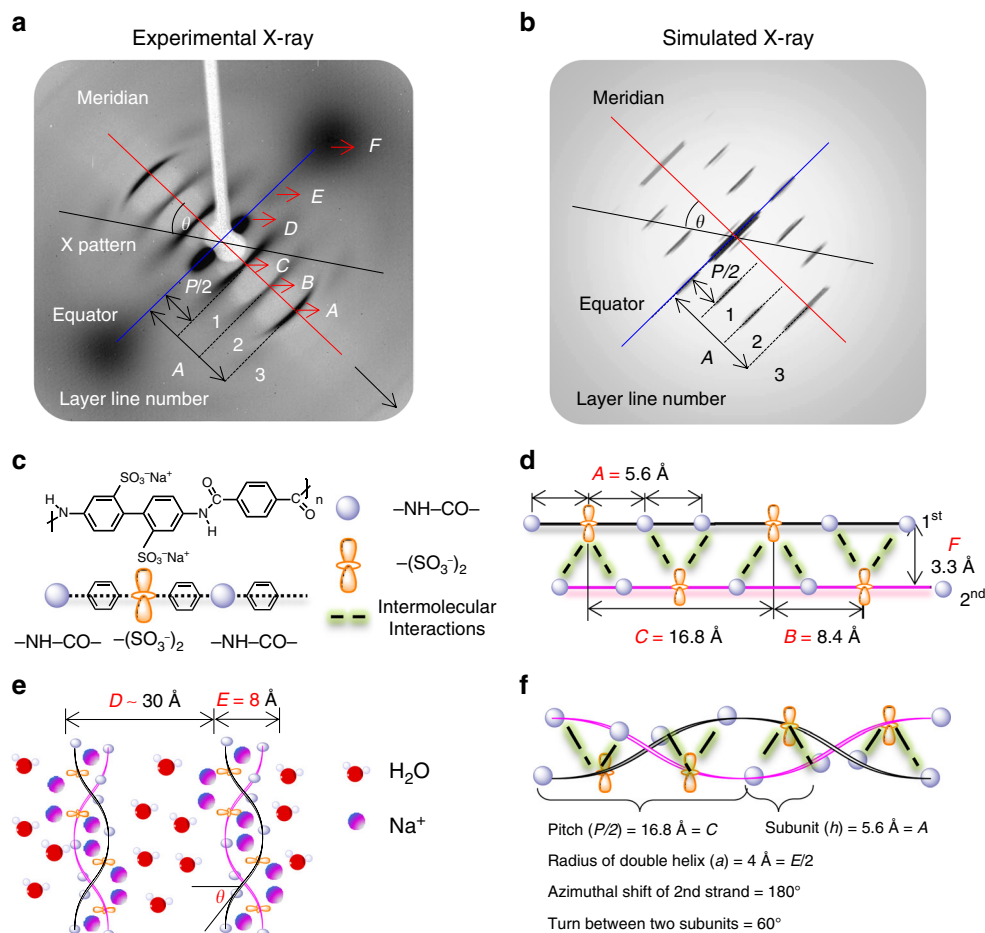 a
Experimental X-ray
Meridian
F
E
D
θ
X pattern
C
B
P/2
A
Equator
1
2
A
3
Layer line number
b
Simulated X-ray
Meridian
θ
P/2
1
2
A
3
Layer line number
c
SO₃⁻Na⁺
O
C
N
H
N
H
C
O
n
SO₃⁻Na⁺
–NH–CO–
–(SO₃⁻)₂
–NH–CO–
–NH–CO–
–(SO₃⁻)₂
Intermolecular
Interactions
d
A = 5.6 Å
1st
F
3.3 Å
2nd
C = 16.8 Å
B = 8.4 Å
e
D ~ 30 Å
E = 8 Å
H₂O
Na⁺
θ
f
Pitch (P/2) = 16.8 Å = C
Subunit (h) = 5.6 Å = A
Radius of double helix (a) = 4 Å = E/2
Azimuthal shift of 2nd strand = 180°
Turn between two subunits = 60°